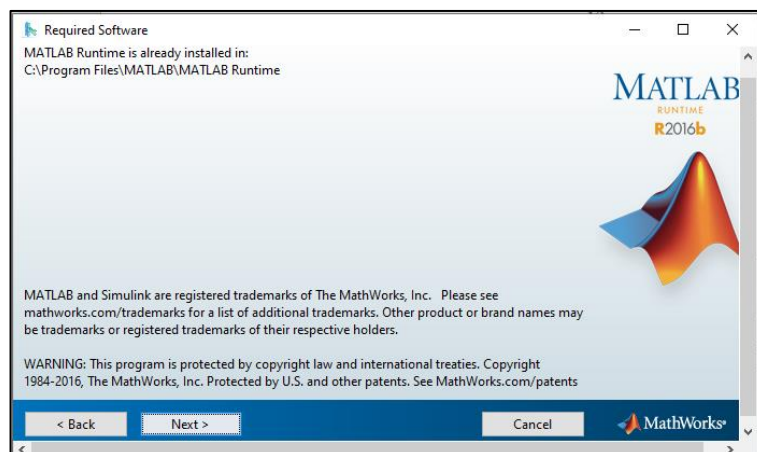 Required Software
MATLAB Runtime is already installed in:
C:\Program Files\MATLAB\MATLAB Runtime
MATLAB
RUNTIME
R2016b
MATLAB and Simulink are registered trademarks of The MathWorks, Inc. Please see
mathworks.com/trademarks for a list of additional trademarks. Other product or brand names may
be trademarks or registered trademarks of their respective holders.
WARNING: This program is protected by copyright law and international treaties. Copyright
1984-2016, The MathWorks, Inc. Protected by U.S. and other patents. See MathWorks.com/patents
< Back
Next >
Cancel
MathWorks®